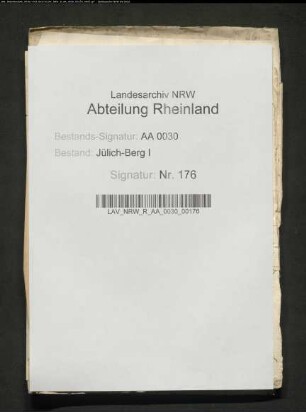 Landesarchiv NRW
Abteilung Rheinland
Bestands-Signatur: AA 0030
Bestand: Jülich-Berg I
Signatur: Nr. 176
LAV_NRW_R_AA_0030_00176